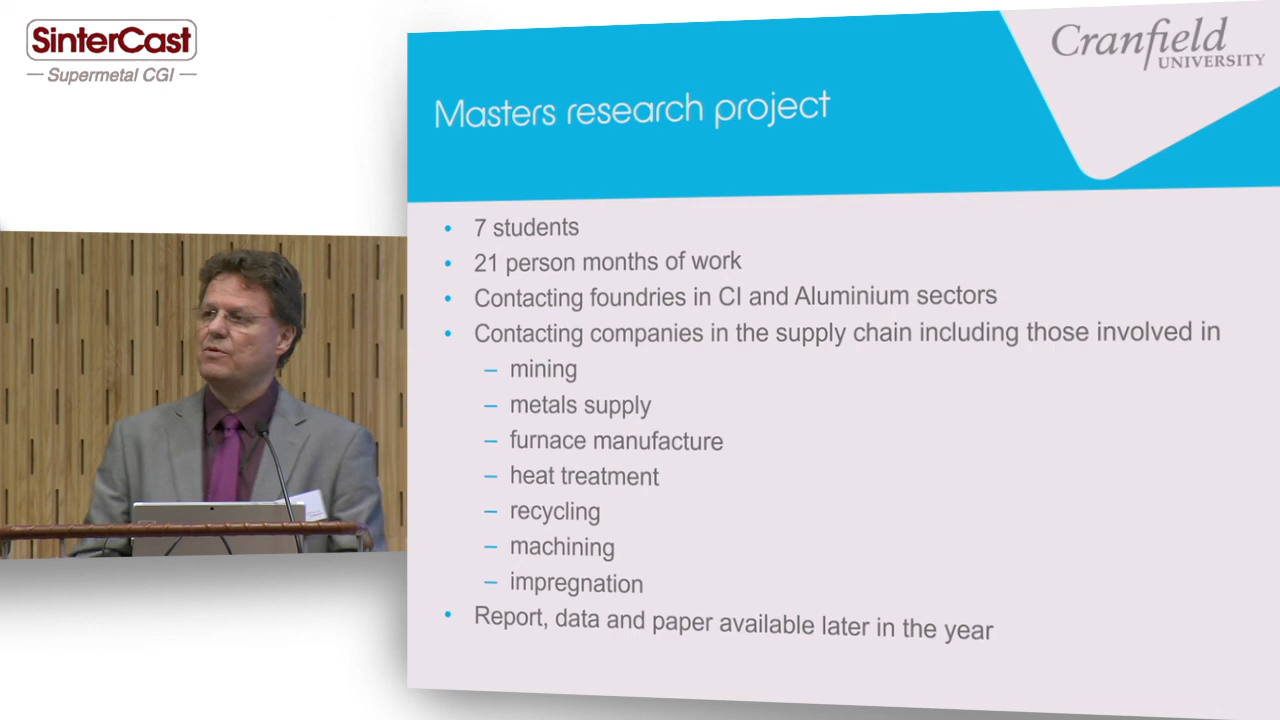 SinterCast
Supermetal CGI
Cranfield
UNIVERSITY
Masters research project
• 7 students
• 21 person months of work
• Contacting foundries in CI and Aluminium sectors
• Contacting companies in the supply chain including those involved in
– mining
– metals supply
– furnace manufacture
– heat treatment
– recycling
– machining
– impregnation
• Report, data and paper available later in the year